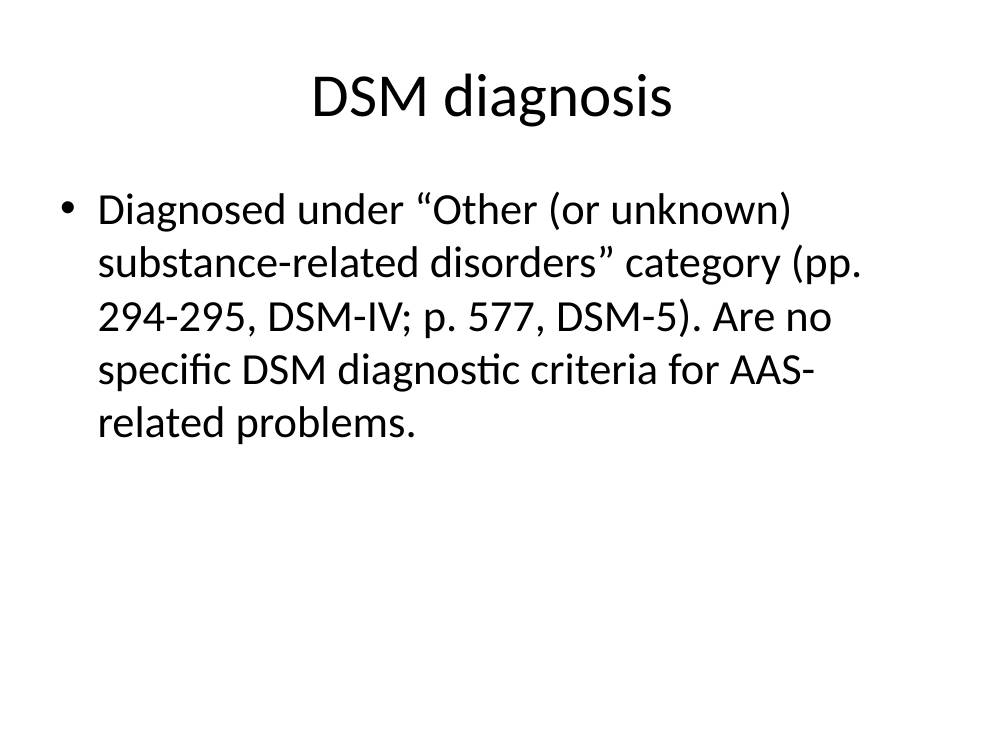 DSM diagnosis
• Diagnosed under “Other (or unknown)
substance-related disorders” category (pp.
294-295, DSM-IV; p. 577, DSM-5). Are no
specific DSM diagnostic criteria for AAS-
related problems.